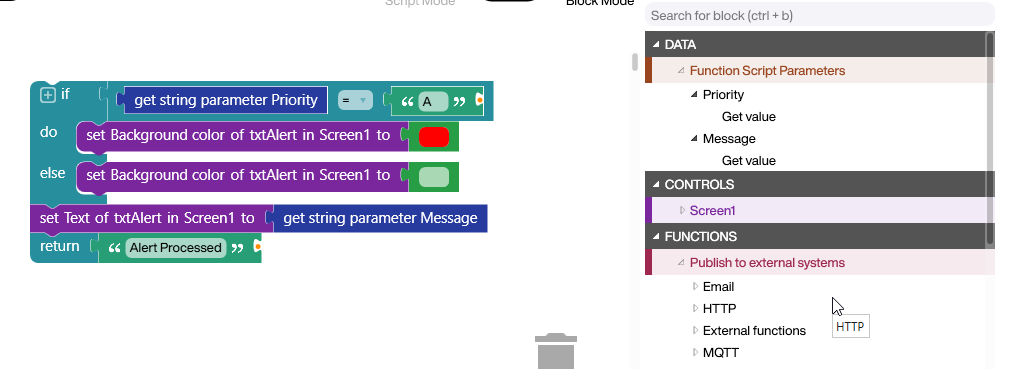 Script Mode
Block Mode
if get string parameter Priority = “ A ”
do set Background color of txtAlert in Screen1 to
else set Background color of txtAlert in Screen1 to
set Text of txtAlert in Screen1 to get string parameter Message
return “ Alert Processed ”
Search for block (ctrl + b)
DATA
Function Script Parameters
Priority
Get value
Message
Get value
CONTROLS
Screen1
FUNCTIONS
Publish to external systems
Email
HTTP
External functions
HTTP
MQTT